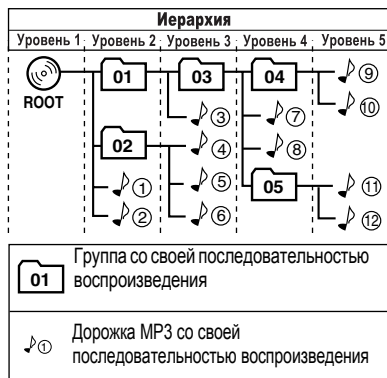 Иерархия
Уровень 1 Уровень 2 Уровень 3 Уровень 4 Уровень 5
ROOT 01 03 04 ⑨
⑩
③ ⑦
02 ④ ⑧
① ⑤ 05 ⑪
② ⑥ ⑫
01 Группа со своей последовательностью
воспроизведения
① Дорожка MP3 со своей
последовательностью воспроизведения